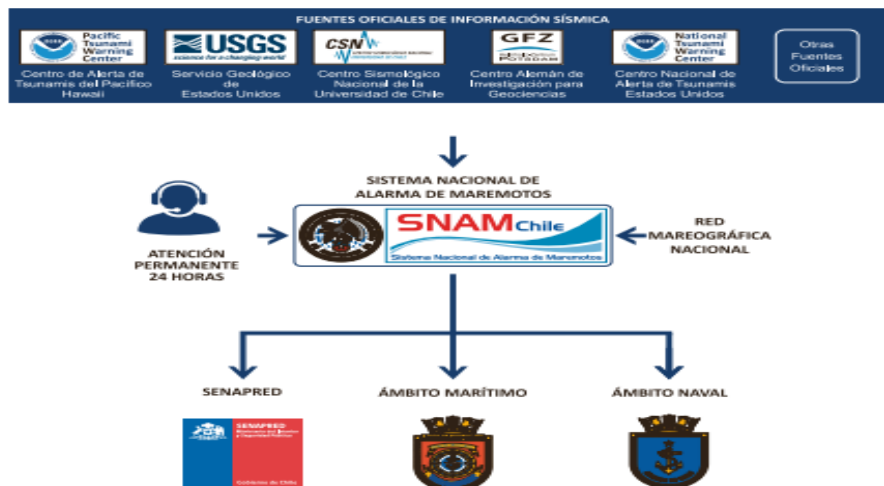 FUENTES OFICIALES DE INFORMACIÓN SÍSMICA
Pacific
Tsunami
Warning
Center
Centro de Alerta de
Tsunamis del Pacífico
Hawaii
USGS
science for a changing world
Servicio Geológico
de
Estados Unidos
CSN
Centro Sismológico
Nacional de la
Universidad de Chile
GFZ
POTSDAM
Centro Alemán de
Investigación para
Geociencias
National
Tsunami
Warning
Center
Centro Nacional de
Alerta de Tsunamis
Estados Unidos
Otras
Fuentes
Oficiales
SISTEMA NACIONAL DE
ALARMA DE MAREMOTOS
SNAM Chile
Sistema Nacional de Alarma de Maremotos
ATENCIÓN
PERMANENTE
24 HORAS
RED
MAREOGRÁFICA
NACIONAL
SENAPRED
ÁMBITO MARÍTIMO
ÁMBITO NAVAL
SENAPRED
Gobierno de Chile